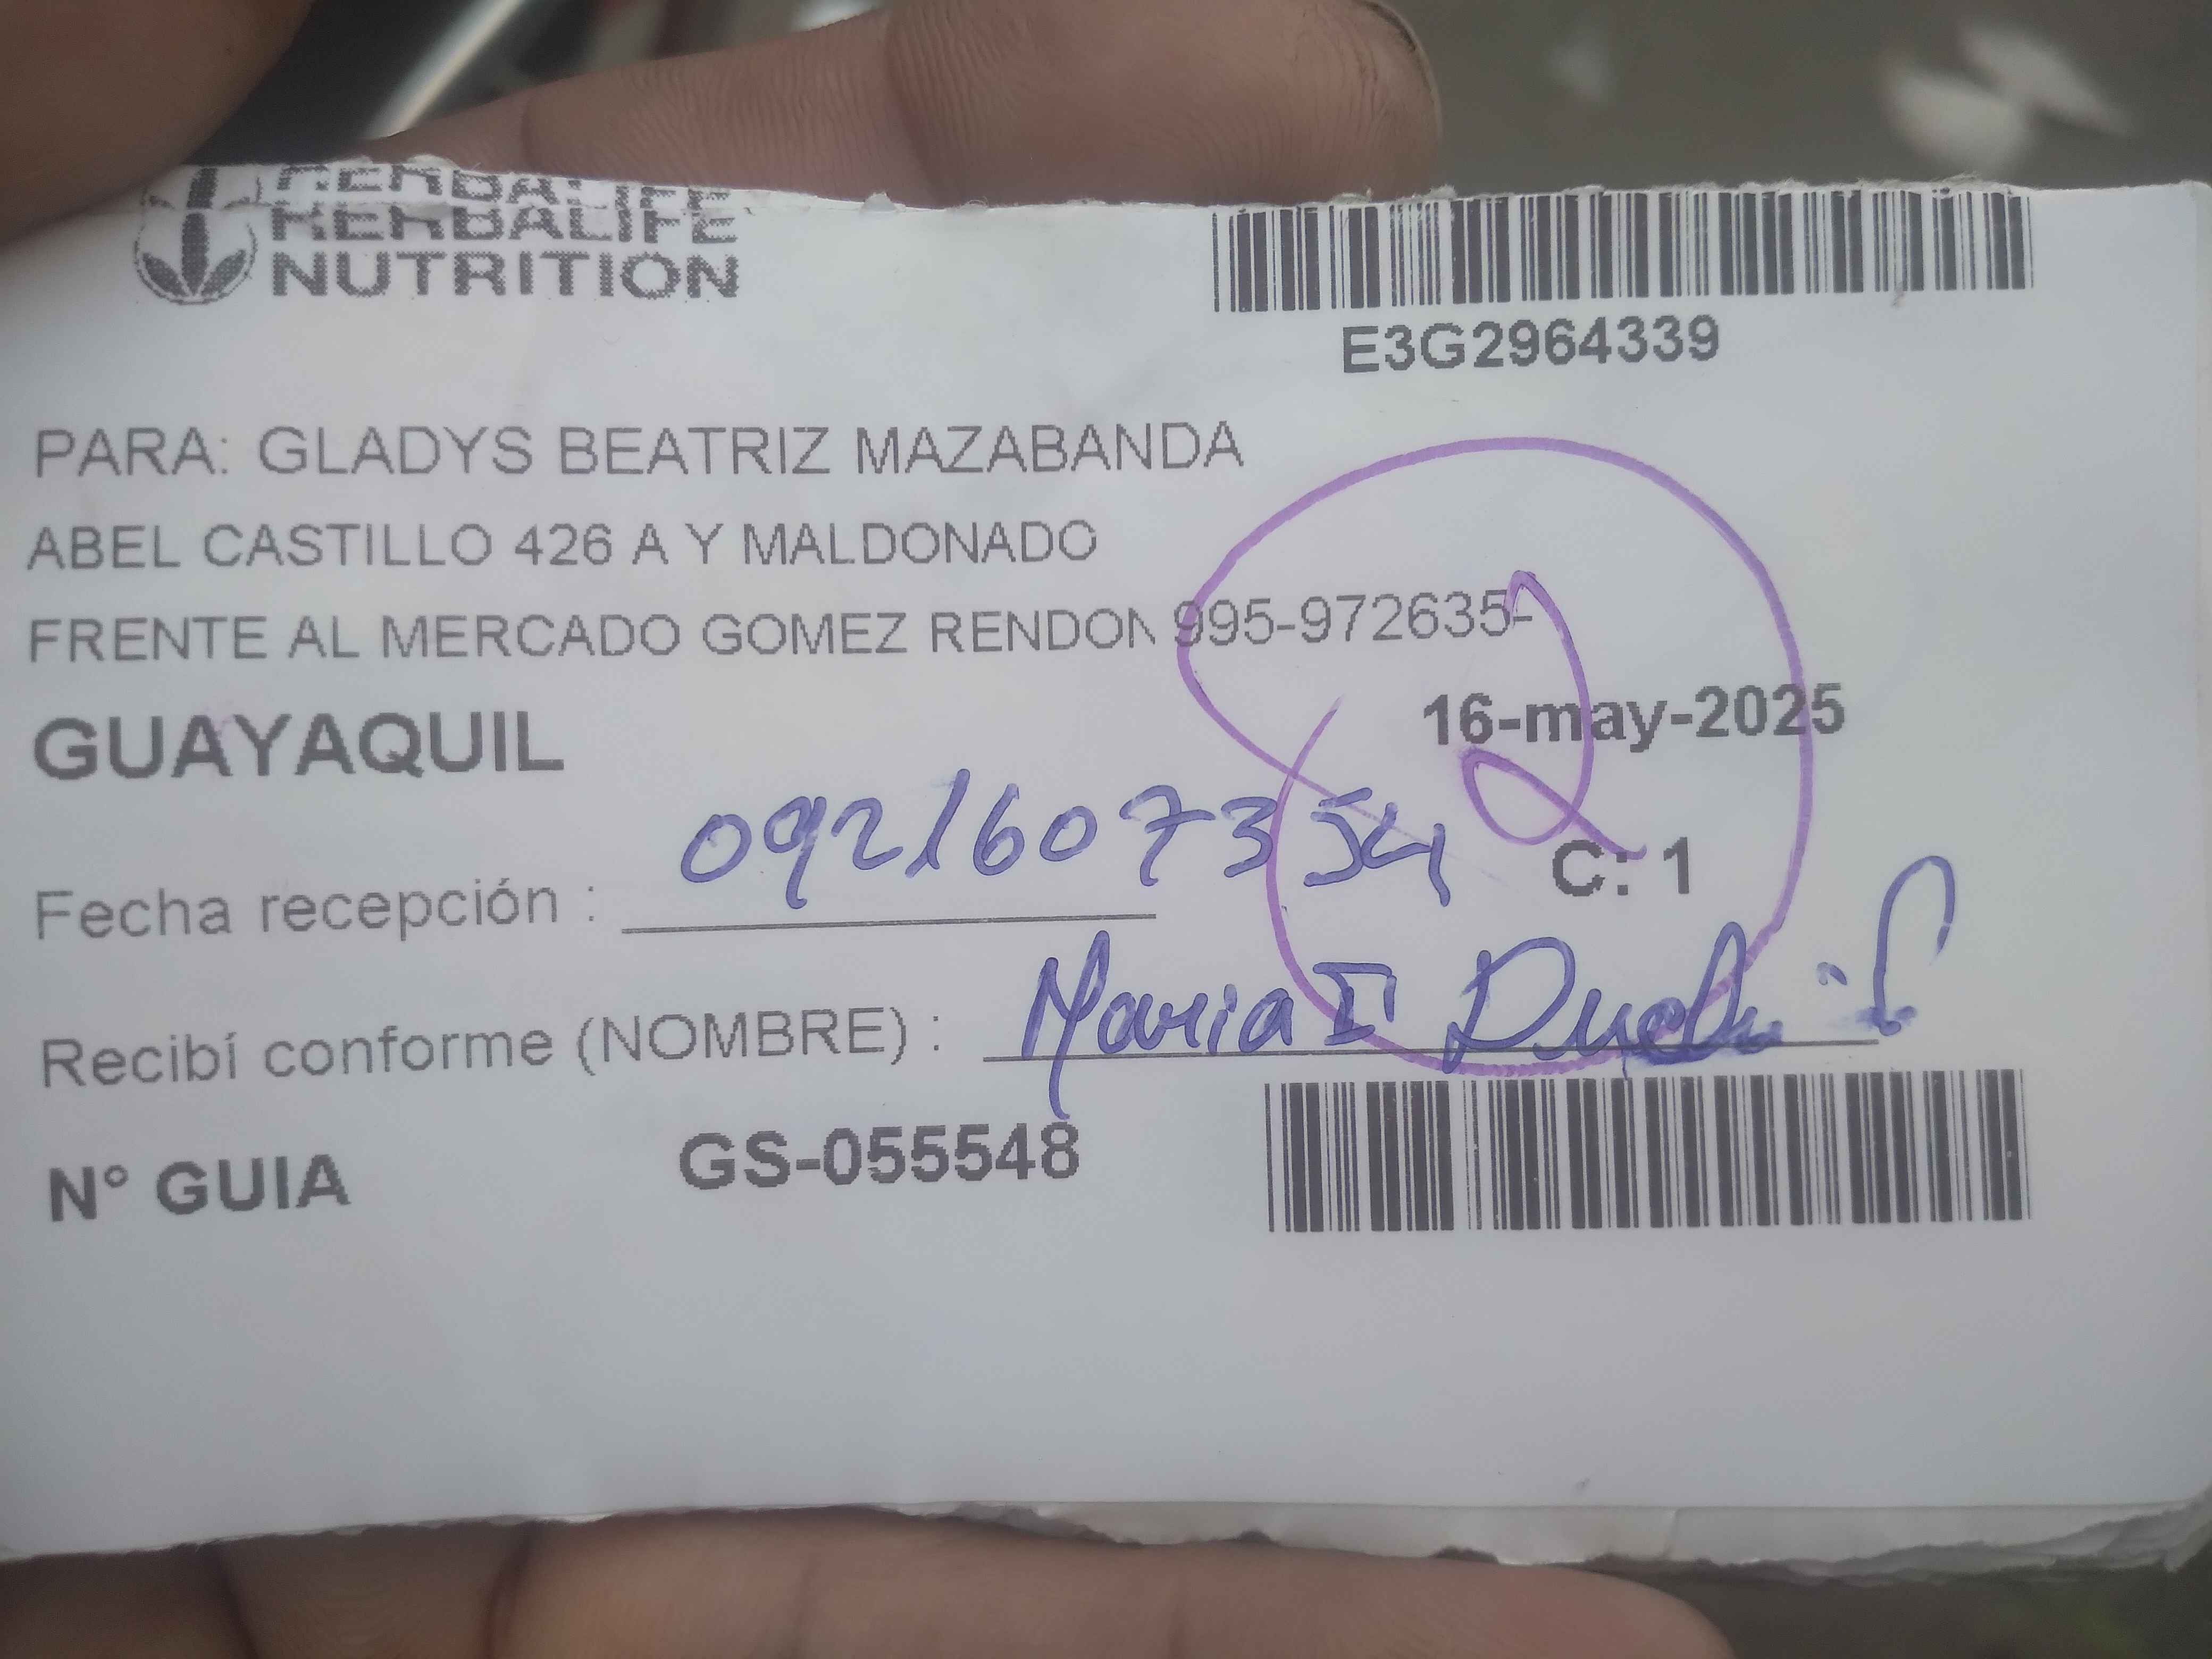 HERBALIFE
NUTRITION
E3G2964339
PARA: GLADYS BEATRIZ MAZABANDA
ABEL CASTILLO 426 A Y MALDONADO
FRENTE AL MERCADO GOMEZ RENDON 995-972635-
GUAYAQUIL
16-may-2025
2
0921607354
C: 1
Fecha recepción :
Recibí conforme (NOMBRE) : Maria I
N° GUIA GS-055548